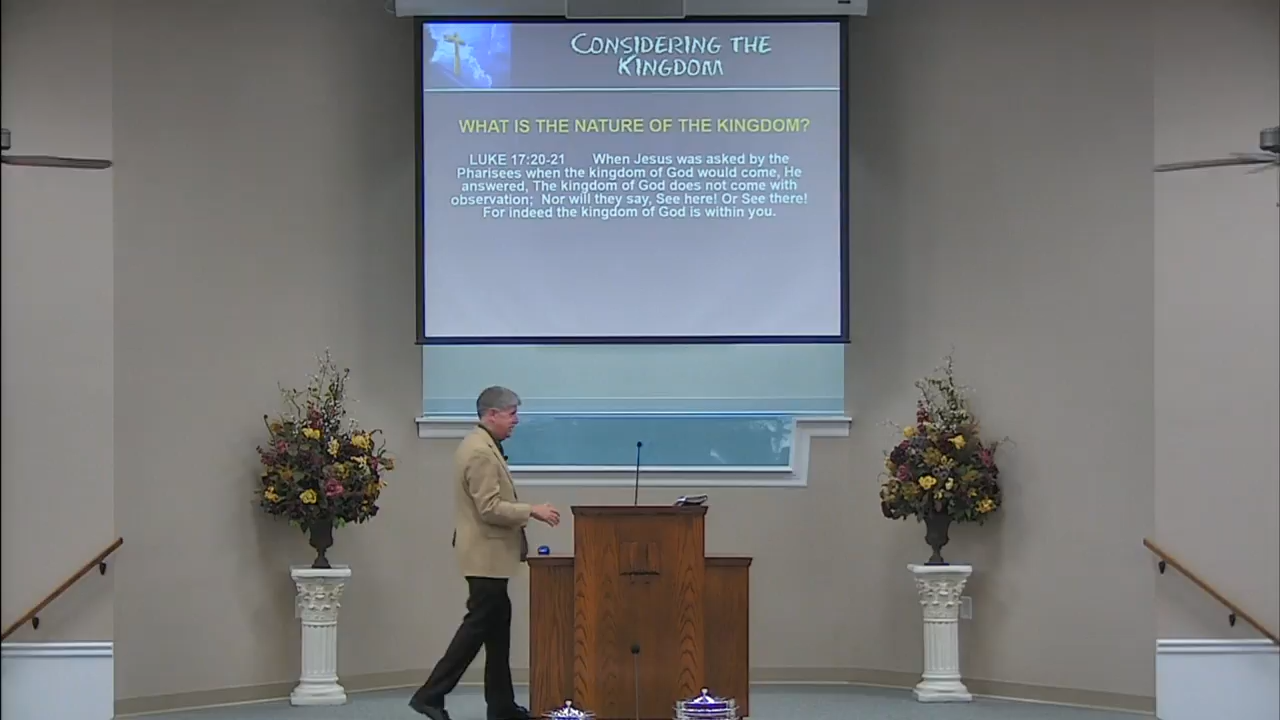 CONSIDERING THE
KINGDOM
WHAT IS THE NATURE OF THE KINGDOM?
LUKE 17:20-21 When Jesus was asked by the
Pharisees when the kingdom of God would come, He
answered, The kingdom of God does not come with
observation; Nor will they say, See here! Or See there!
For indeed the kingdom of God is within you.